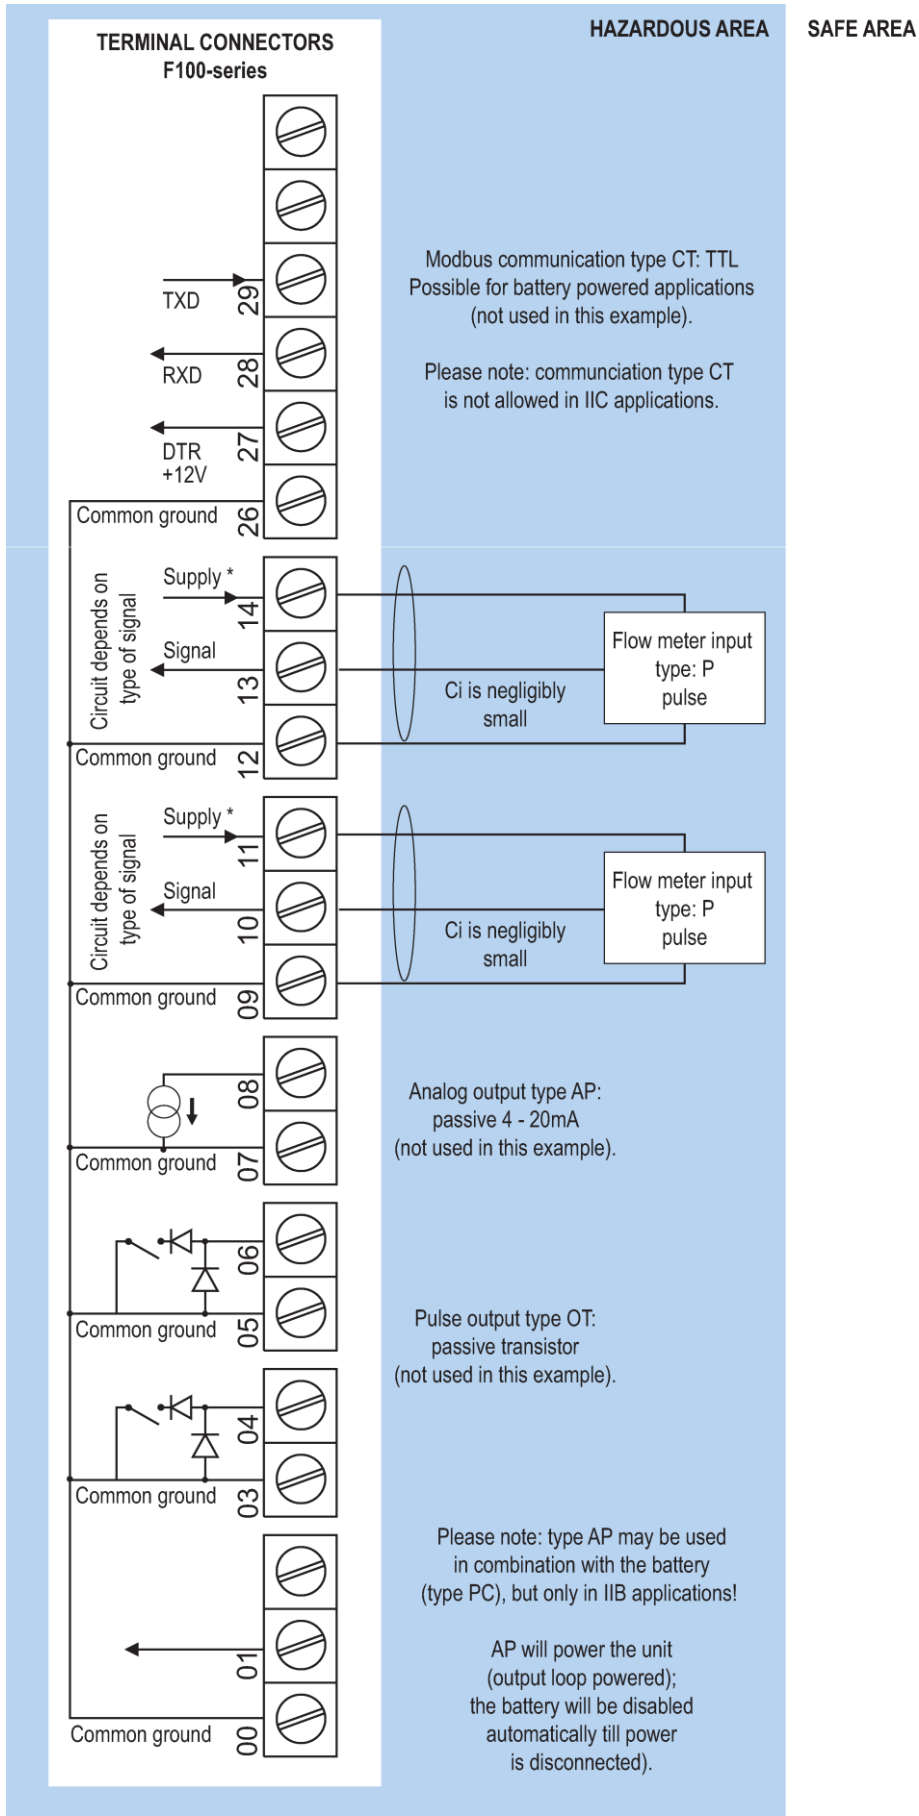 HAZARDOUS AREA
SAFE AREA
TERMINAL CONNECTORS
F100-series
TXD
29
RXD
28
DTR
+12V
27
Common ground
26
Modbus communication type CT: TTL
Possible for battery powered applications
(not used in this example).
Please note: communciation type CT
is not allowed in IIC applications.
Circuit depends on
type of signal
Supply *
14
Signal
13
Common ground
12
Ci is negligibly
small
Flow meter input
type: P
pulse
Circuit depends on
type of signal
Supply *
11
Signal
10
Common ground
09
Ci is negligibly
small
Flow meter input
type: P
pulse
08
Common ground
07
Analog output type AP:
passive 4 - 20mA
(not used in this example).
06
Common ground
05
Pulse output type OT:
passive transistor
(not used in this example).
04
Common ground
03
01
Common ground
00
Please note: type AP may be used
in combination with the battery
(type PC), but only in IIB applications!
AP will power the unit
(output loop powered);
the battery will be disabled
automatically till power
is disconnected).